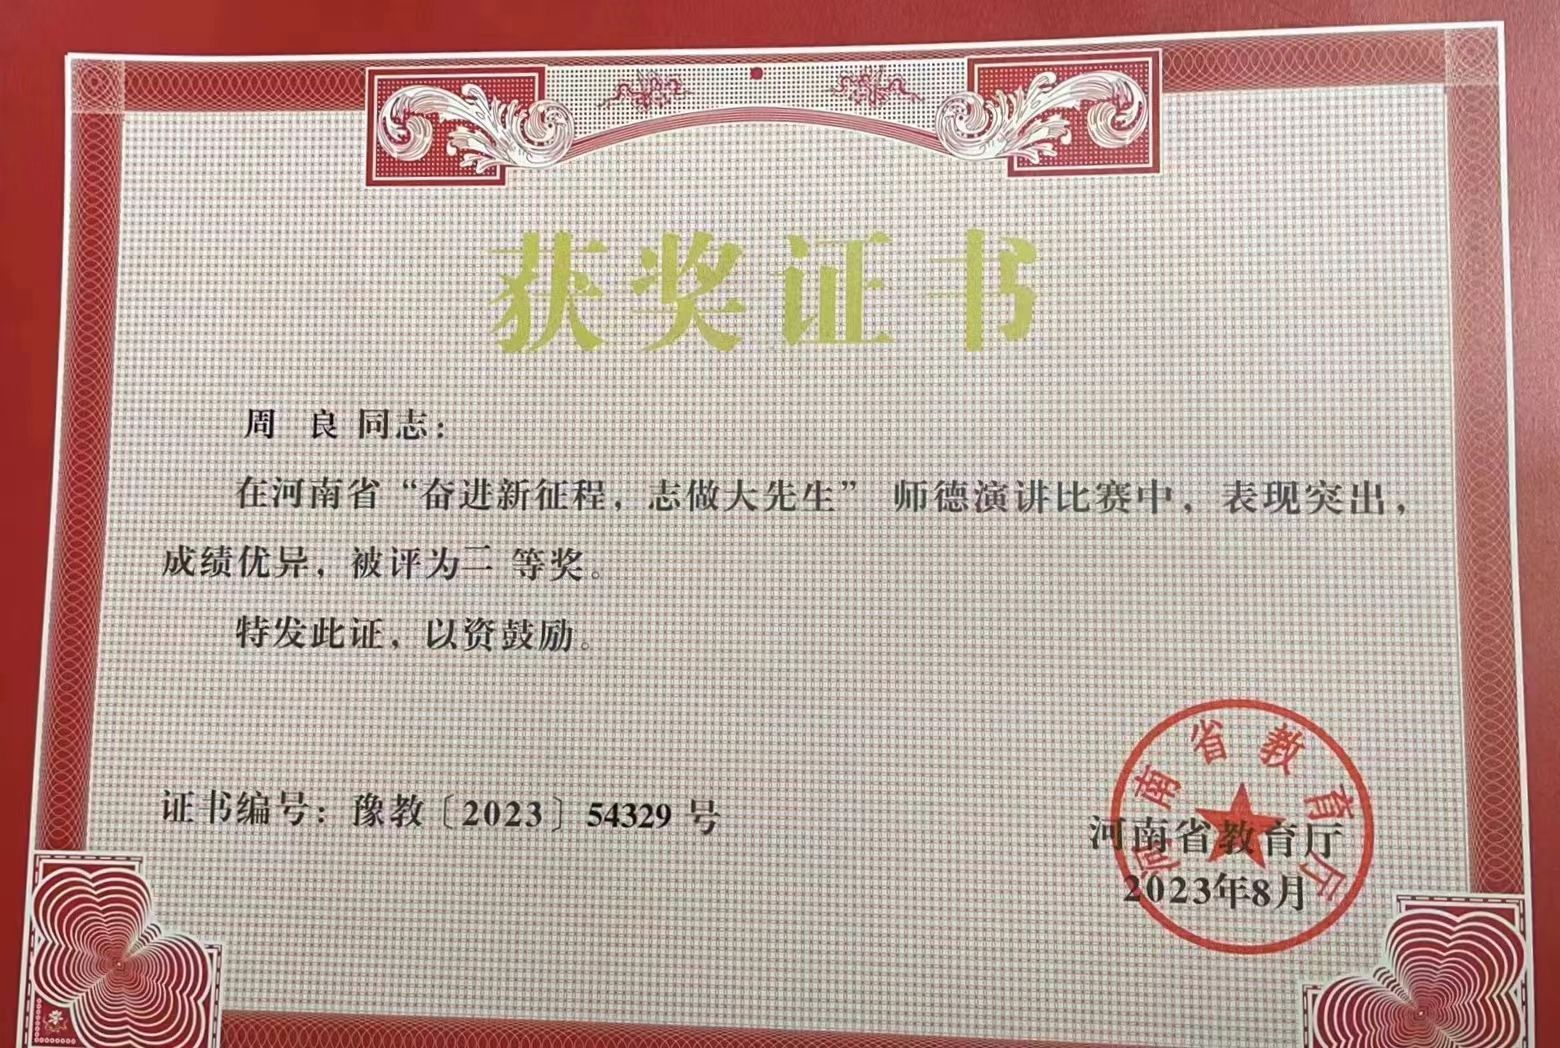 获奖证书
周 良 同志：
在河南省“奋进新征程，志做大先生” 师德演讲比赛中，表现突出，
成绩优异，被评为二 等奖。
特发此证，以资鼓励。
证书编号：豫教〔2023〕54329 号
河南省教育厅
2023年8月
河南省教育厅